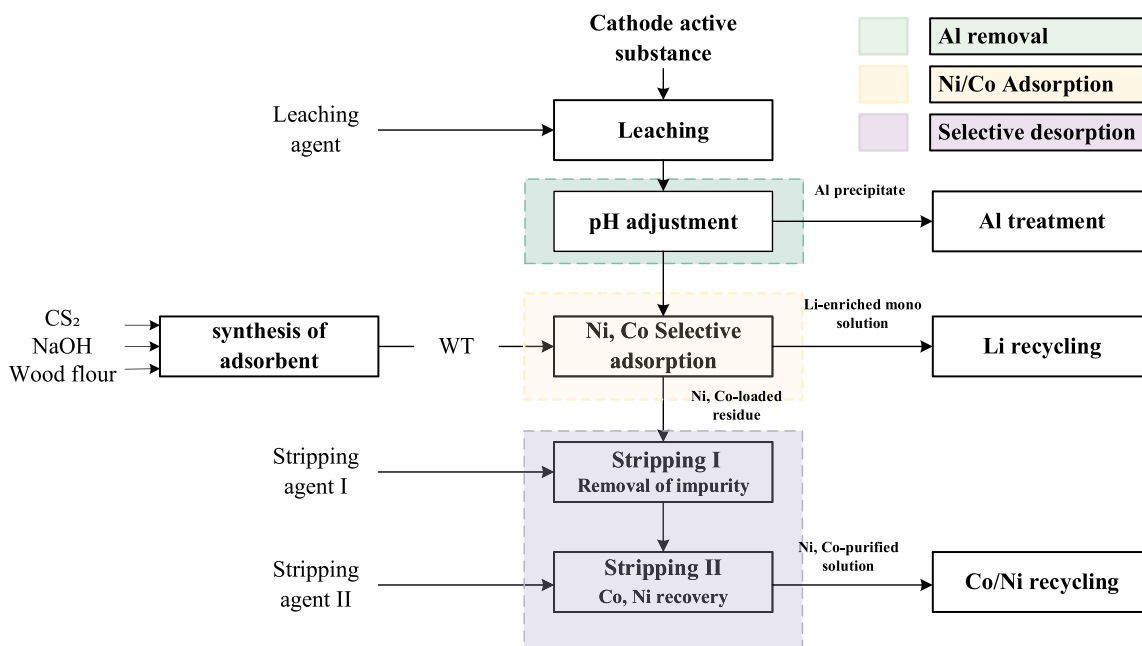 Cathode active
substance
Al removal
Ni/Co Adsorption
Selective desorption
Leaching
agent
Leaching
Al precipitate
pH adjustment
Al treatment
Li-enriched mono
solution
CS₂
NaOH
Wood flour
synthesis of
adsorbent
WT
Ni, Co Selective
adsorption
Li recycling
Ni, Co-loaded
residue
Stripping
agent I
Stripping I
Removal of impurity
Ni, Co-purified
solution
Stripping
agent II
Stripping II
Co, Ni recovery
Co/Ni recycling